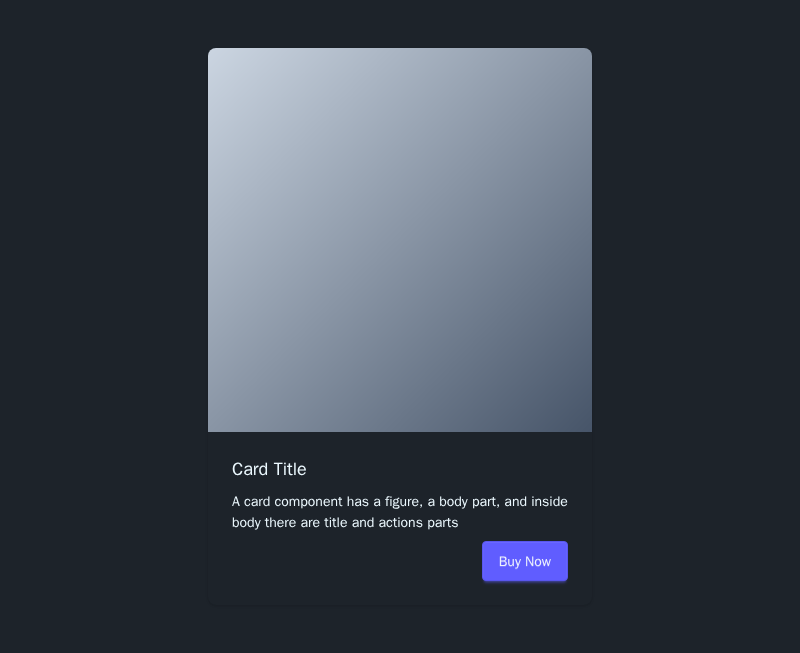 Card Title
A card component has a figure, a body part, and inside
body there are title and actions parts
Buy Now